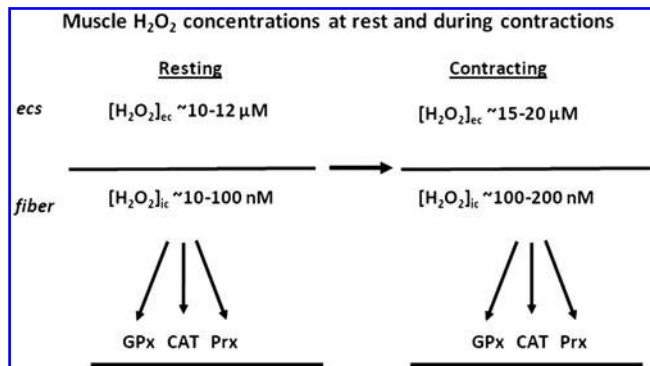 Muscle H₂O₂ concentrations at rest and during contractions
Resting
Contracting
ecs
[H₂O₂]ec ~10-12 μM
[H₂O₂]ec ~15-20 μM
fiber
[H₂O₂]ic ~10-100 nM
[H₂O₂]ic ~100-200 nM
GPx CAT Prx
GPx CAT Prx